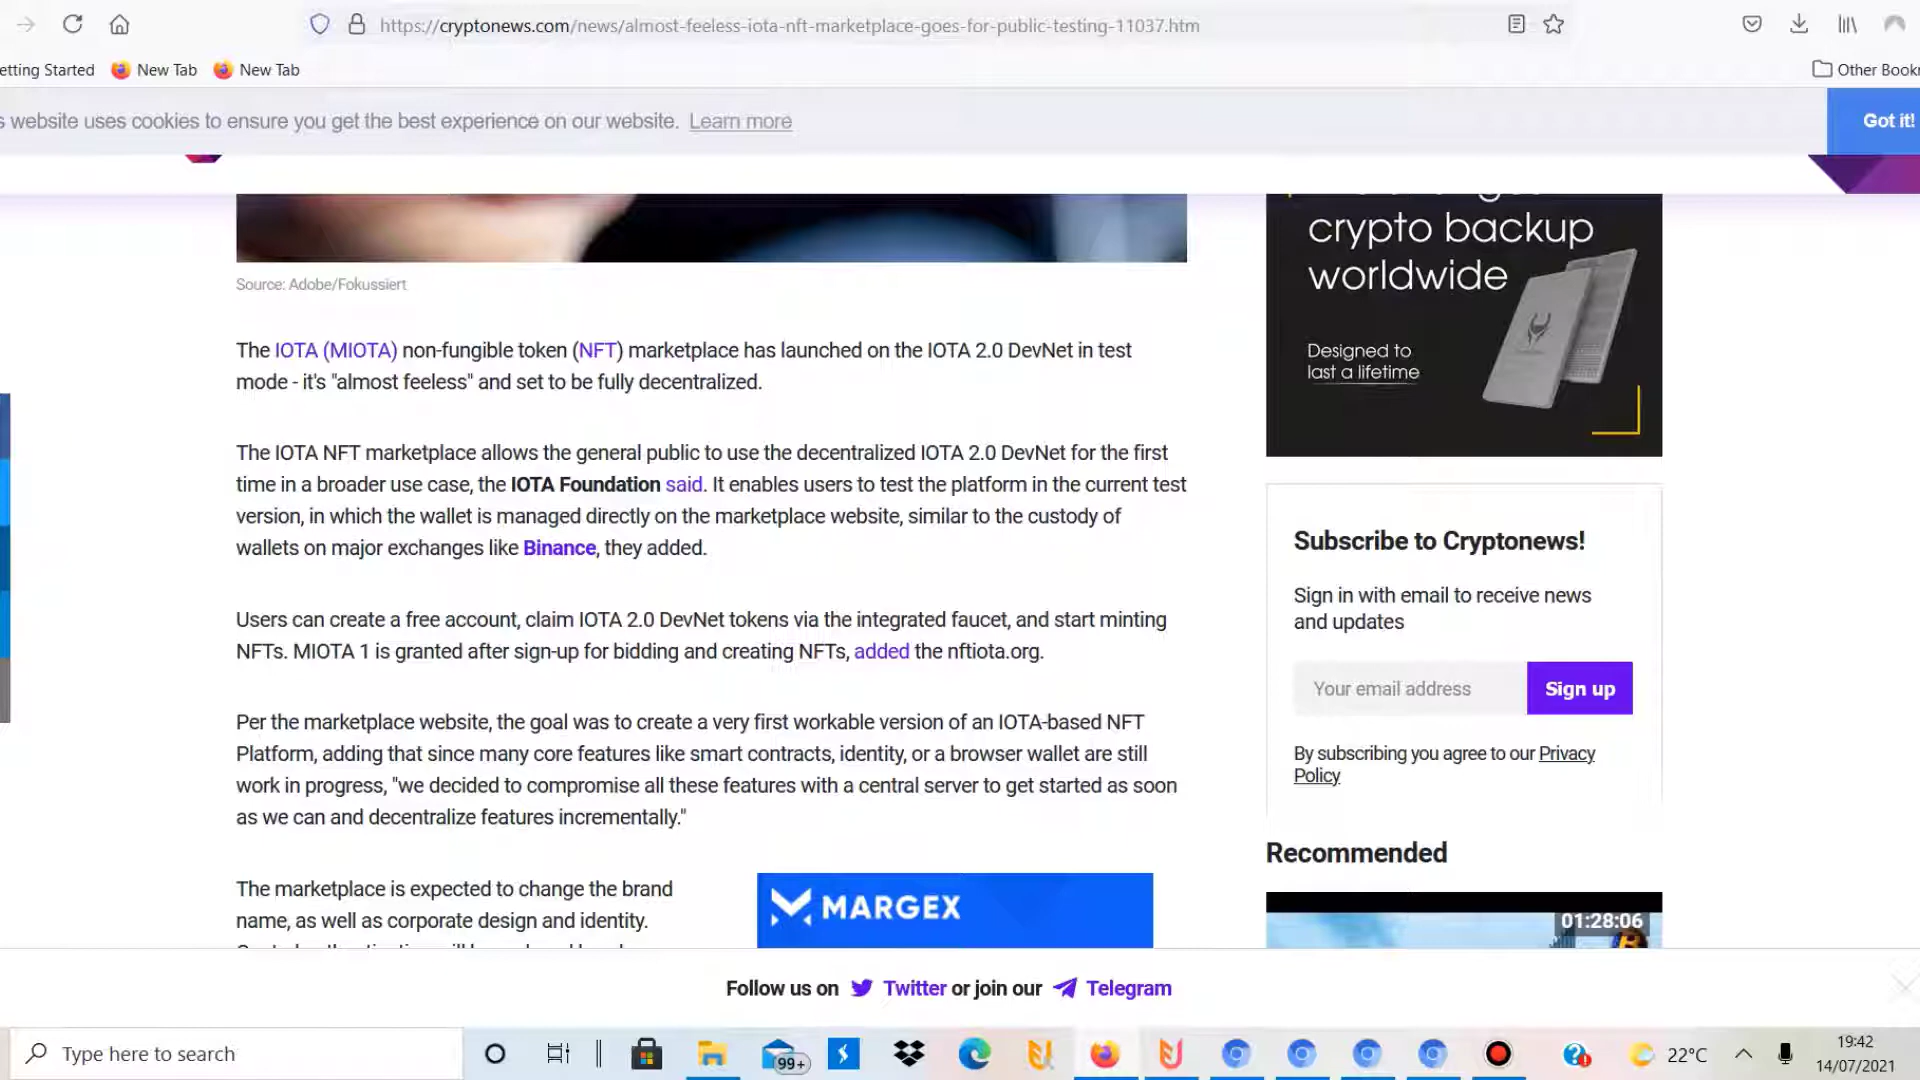 https://cryptonews.com/news/almost-feeless-iota-nft-marketplace-goes-for-public-testing-11037.htm
etting Started New Tab New Tab Other Bookr
s website uses cookies to ensure you get the best experience on our website. Learn more
Got it!
Source: Adobe/Fokussiert
The IOTA (MIOTA) non-fungible token (NFT) marketplace has launched on the IOTA 2.0 DevNet in test
mode - it's "almost feeless" and set to be fully decentralized.
The IOTA NFT marketplace allows the general public to use the decentralized IOTA 2.0 DevNet for the first
time in a broader use case, the IOTA Foundation said. It enables users to test the platform in the current test
version, in which the wallet is managed directly on the marketplace website, similar to the custody of
wallets on major exchanges like Binance, they added.
Users can create a free account, claim IOTA 2.0 DevNet tokens via the integrated faucet, and start minting
NFTs. MIOTA 1 is granted after sign-up for bidding and creating NFTs, added the nftiota.org.
Per the marketplace website, the goal was to create a very first workable version of an IOTA-based NFT
Platform, adding that since many core features like smart contracts, identity, or a browser wallet are still
work in progress, "we decided to compromise all these features with a central server to get started as soon
as we can and decentralize features incrementally."
The marketplace is expected to change the brand
name, as well as corporate design and identity.
MARGEX
crypto backup
worldwide
Designed to
last a lifetime
Subscribe to Cryptonews!
Sign in with email to receive news
and updates
Your email address
Sign up
By subscribing you agree to our Privacy
Policy
Recommended
01:28:06
Follow us on Twitter or join our Telegram
Type here to search
99+
22°C
19:42
14/07/2021